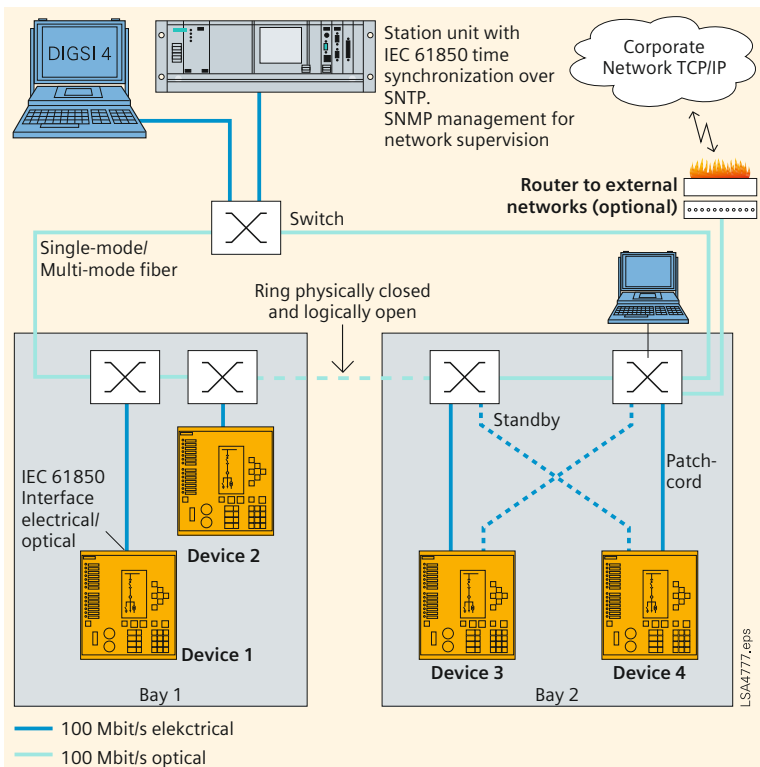 DIGSI 4
Station unit with
IEC 61850 time
synchronization over
SNTP.
SNMP management for
network supervision
Corporate
Network TCP/IP
Router to external
networks (optional)
Switch
Single-mode/
Multi-mode fiber
Ring physically closed
and logically open
Standby
Patch-
cord
IEC 61850
Interface
electrical/
optical
Device 2
Device 1
Device 3
Device 4
Bay 1
Bay 2
LSA4777.eps
100 Mbit/s elekctrical
100 Mbit/s optical